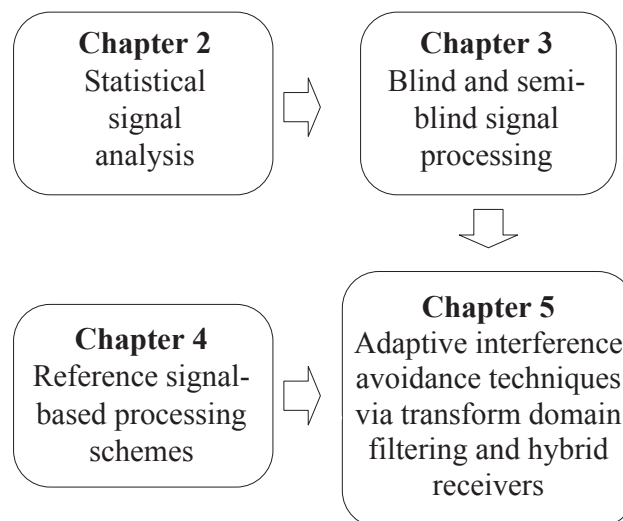 Chapter 2
Statistical
signal
analysis
Chapter 3
Blind and semi-
blind signal
processing
Chapter 4
Reference signal-
based processing
schemes
Chapter 5
Adaptive interference
avoidance techniques
via transform domain
filtering and hybrid
receivers